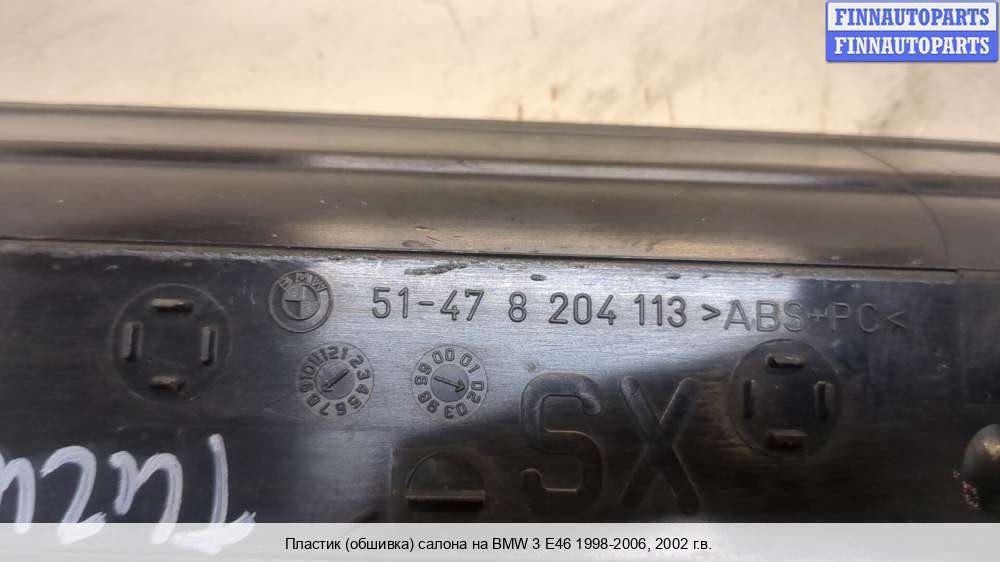 FINNAUTOPARTS
FINNAUTOPARTS
BMW
51-47 8 204 113 >ABS+PC<
SX
Пластик (обшивка) салона на BMW 3 E46 1998-2006, 2002 г.в.